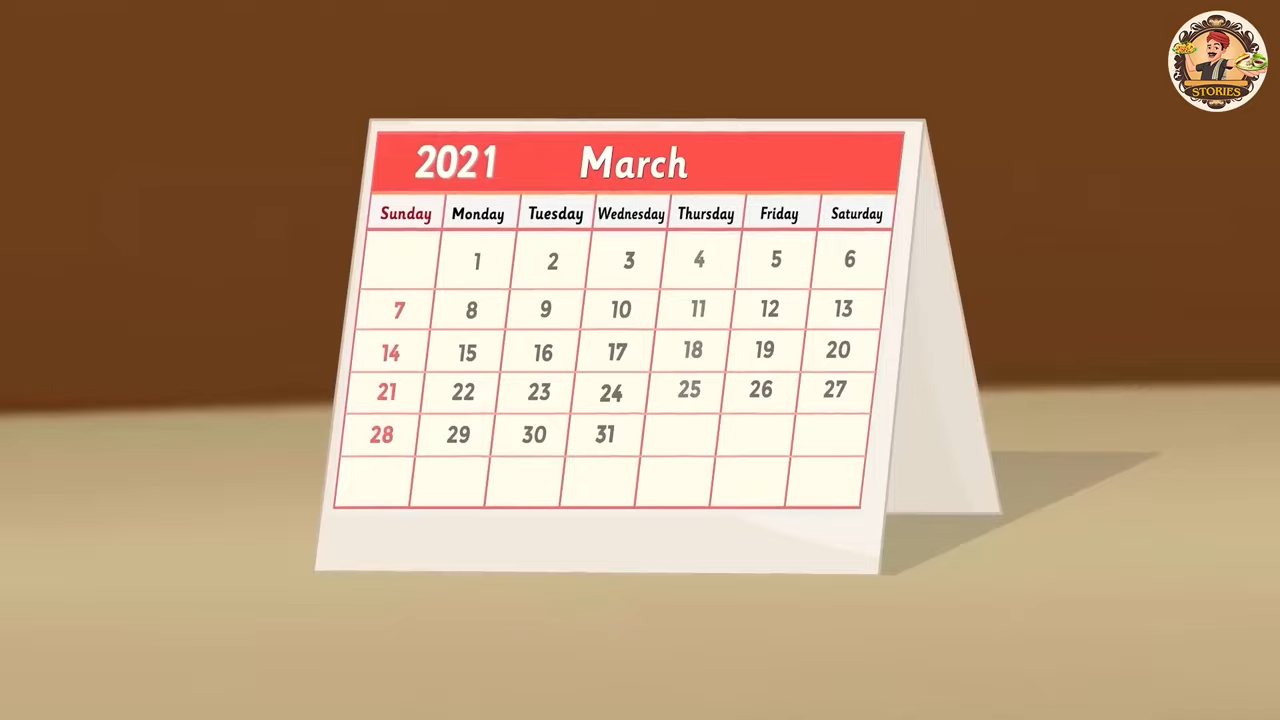 STORIES
2021 March
Sunday Monday Tuesday Wednesday Thursday Friday Saturday
1 2 3 4 5 6
7 8 9 10 11 12 13
14 15 16 17 18 19 20
21 22 23 24 25 26 27
28 29 30 31